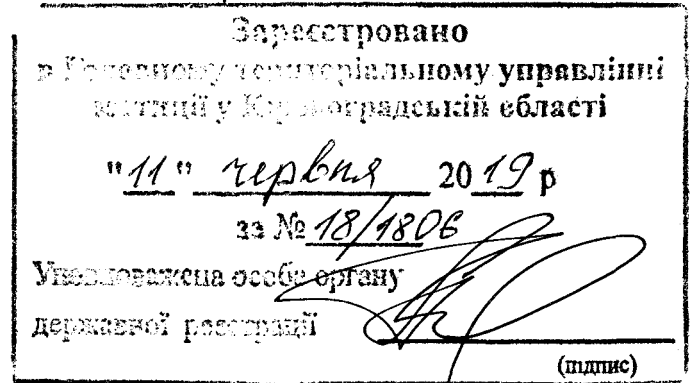 Зареєстровано
в Головному територіальному управлінні
юстиції у Кіровоградській області
"11" червня 2019 р
за № 18/1806
Уповноважена особа органу
державної реєстрації
(підпис)